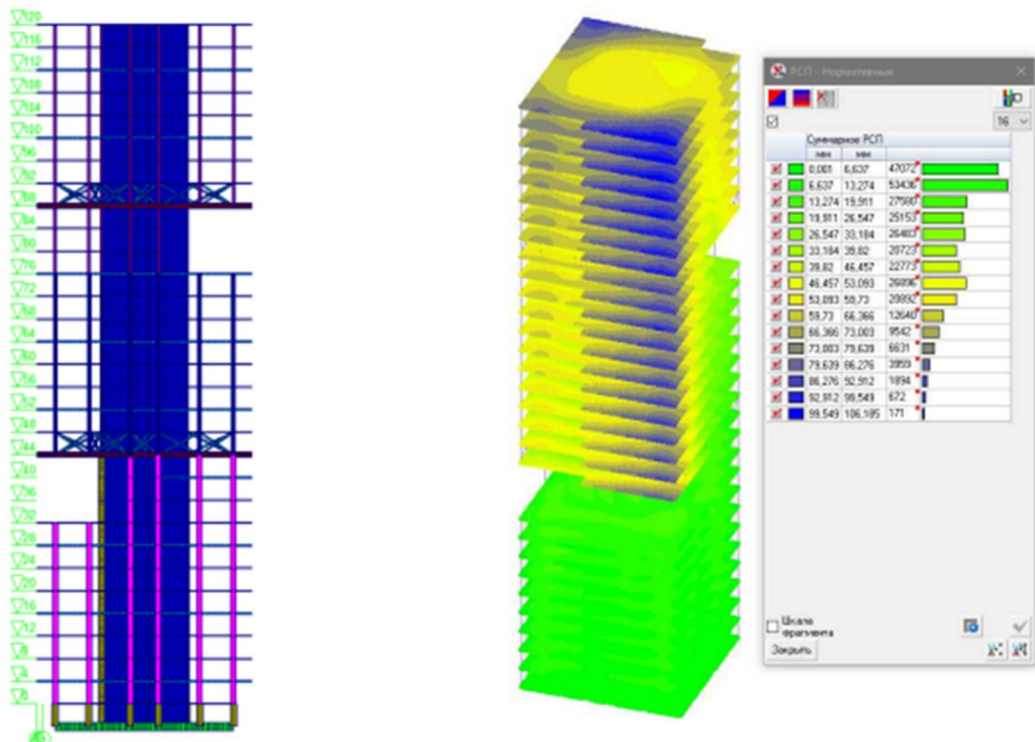 120
116
112
108
104
100
96
92
88
84
80
76
72
68
64
60
56
52
48
44
40
36
32
28
24
20
16
12
8
4
0
РСП - Нормативные
16
Суммарное РСП
мм мм
0,001 6,637 47072
6,637 13,274 53436
13,274 19,911 27580
19,911 26,547 25153
26,547 33,184 26483
33,184 39,82 20723
39,82 46,457 22773
46,457 53,093 26896
53,093 59,73 20892
59,73 66,366 12640
66,366 73,003 9542
73,003 79,639 6631
79,639 86,276 3959
86,276 92,912 1894
92,912 99,549 672
99,549 106,185 171
Шкала
фрагмента
Закрыть